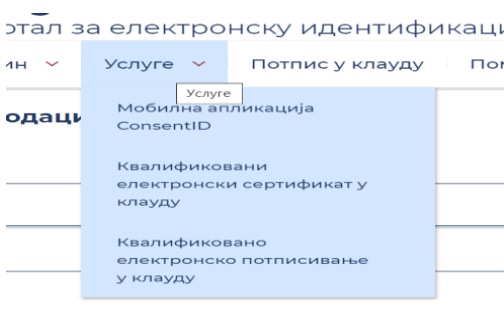 ртал за електронску идентификаци
ин Услуге Потпис у клауду Пом
Услуге
одаци
Мобилна апликација
ConsentID
Квалификовани
електронски сертификат у
клауду
Квалификовано
електронско потписивање
у клауду